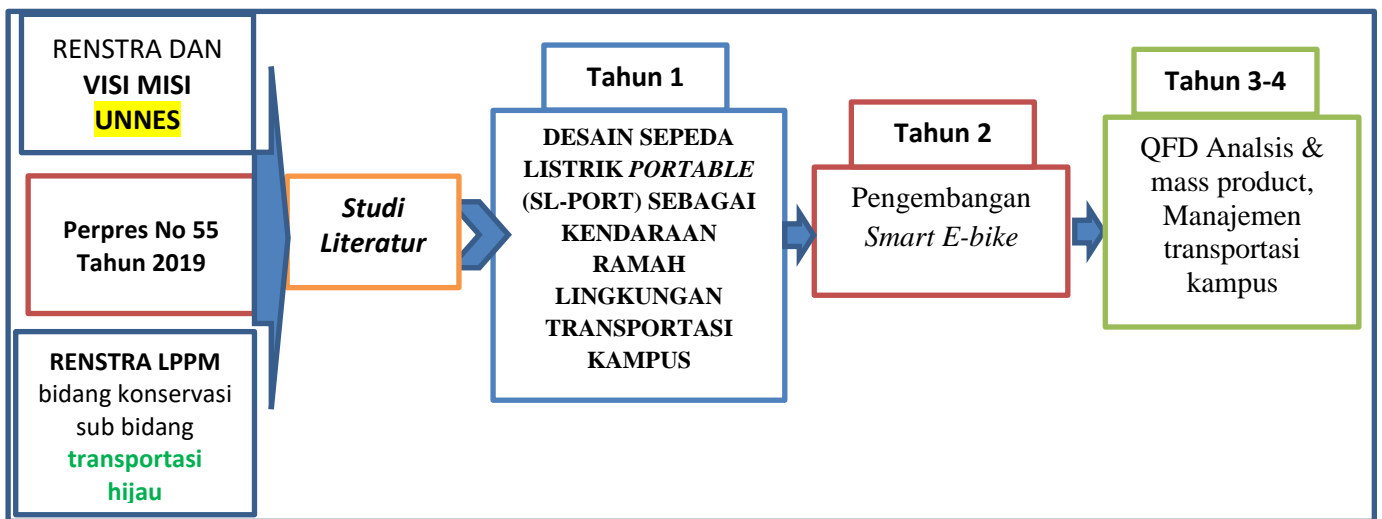 RENSTRA DAN
VISI MISI
UNNES
Perpres No 55
Tahun 2019
RENSTRA LPPM
bidang konservasi
sub bidang
transportasi
hijau
Studi
Literatur
Tahun 1
DESAIN SEPEDA
LISTRIK PORTABLE
(SL-PORT) SEBAGAI
KENDARAAN
RAMAH
LINGKUNGAN
TRANSPORTASI
KAMPUS
Tahun 2
Pengembangan
Smart E-bike
Tahun 3-4
QFD Analsis &
mass product,
Manajemen
transportasi
kampus